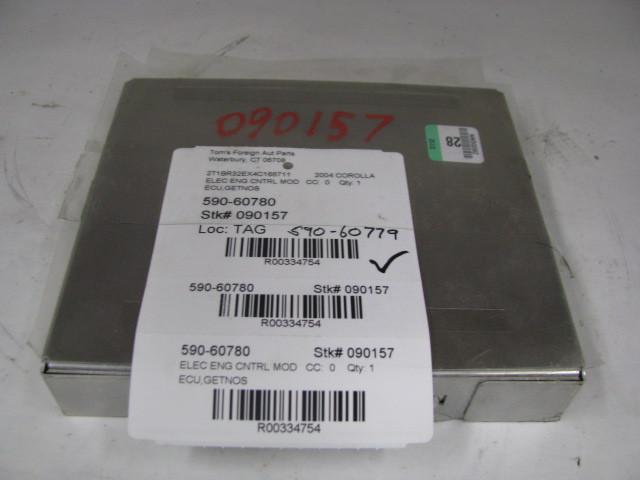 090157
28
Tom's Foreign Aut Parts
Waterbury, CT 06708
2T1BR32EX4C166711 2004 COROLLA
ELEC ENG CNTRL MOD CC: 0 Qty: 1
ECU,GETNOS
590-60780
Stk# 090157
Loc: TAG 590-60779
R00334754
590-60780 Stk# 090157
R00334754
590-60780 Stk# 090157
ELEC ENG CNTRL MOD CC: 0 Qty: 1
ECU,GETNOS
R00334754